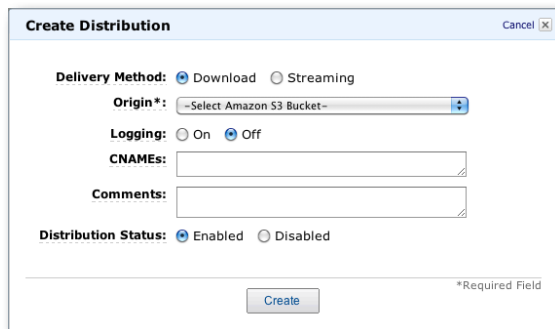 Create Distribution Cancel
Delivery Method: Download Streaming
Origin*: -Select Amazon S3 Bucket-
Logging: On Off
CNAMEs:
Comments:
Distribution Status: Enabled Disabled
*Required Field
Create